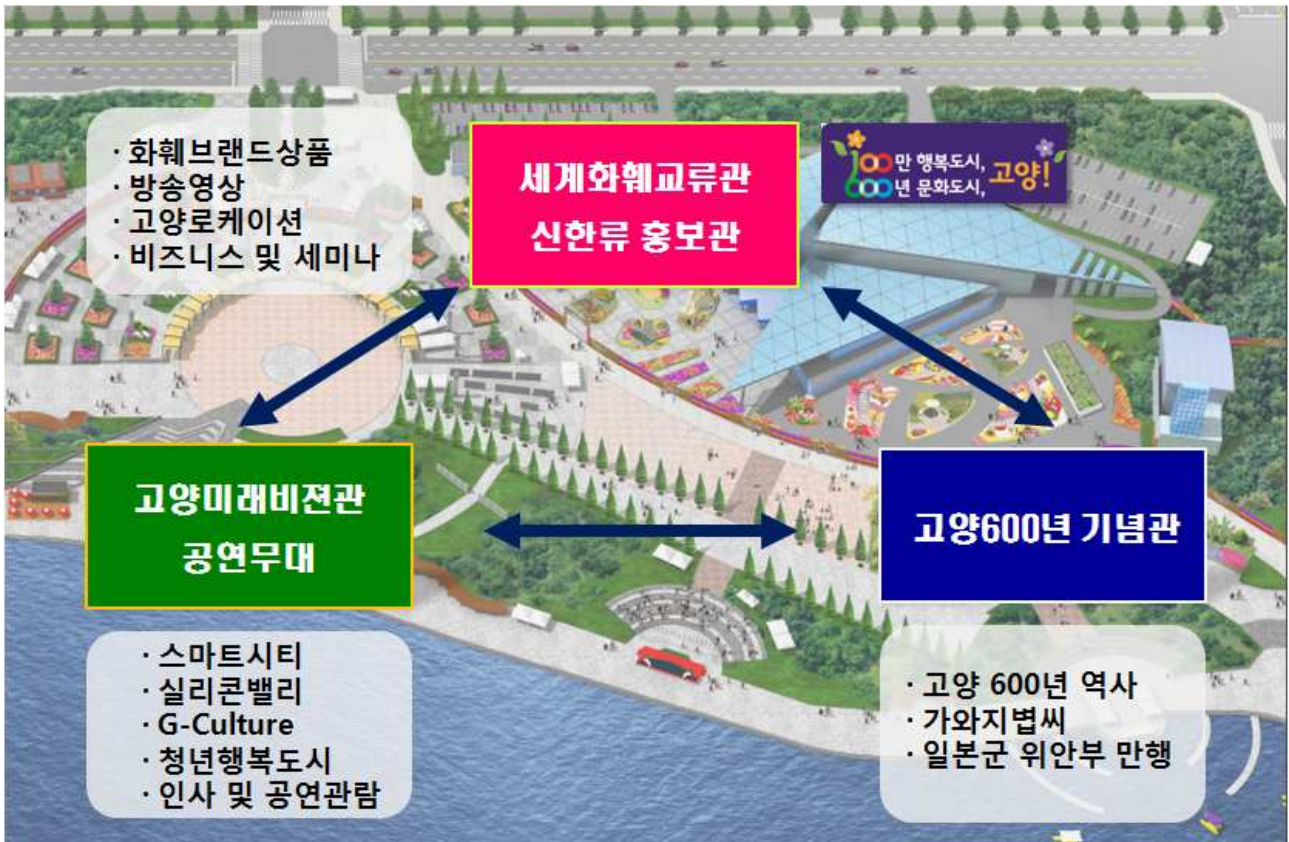 · 화훼브랜드상품
· 방송영상
· 고양로케이션
· 비즈니스 및 세미나
세계화훼교류관
신한류 홍보관
100만 행복도시,
600년 문화도시,
고양!
고양미래비젼관
공연무대
고양600년 기념관
· 스마트시티
· 실리콘밸리
· G-Culture
· 청년행복도시
· 인사 및 공연관람
· 고양 600년 역사
· 가와지볍씨
· 일본군 위안부 만행